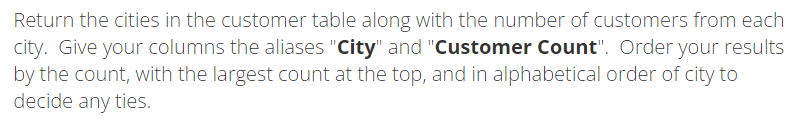 Return the cities in the customer table along with the number of customers from each
city.  Give your columns the aliases "City" and "Customer Count".  Order your results
by the count, with the largest count at the top, and in alphabetical order of city to
decide any ties.